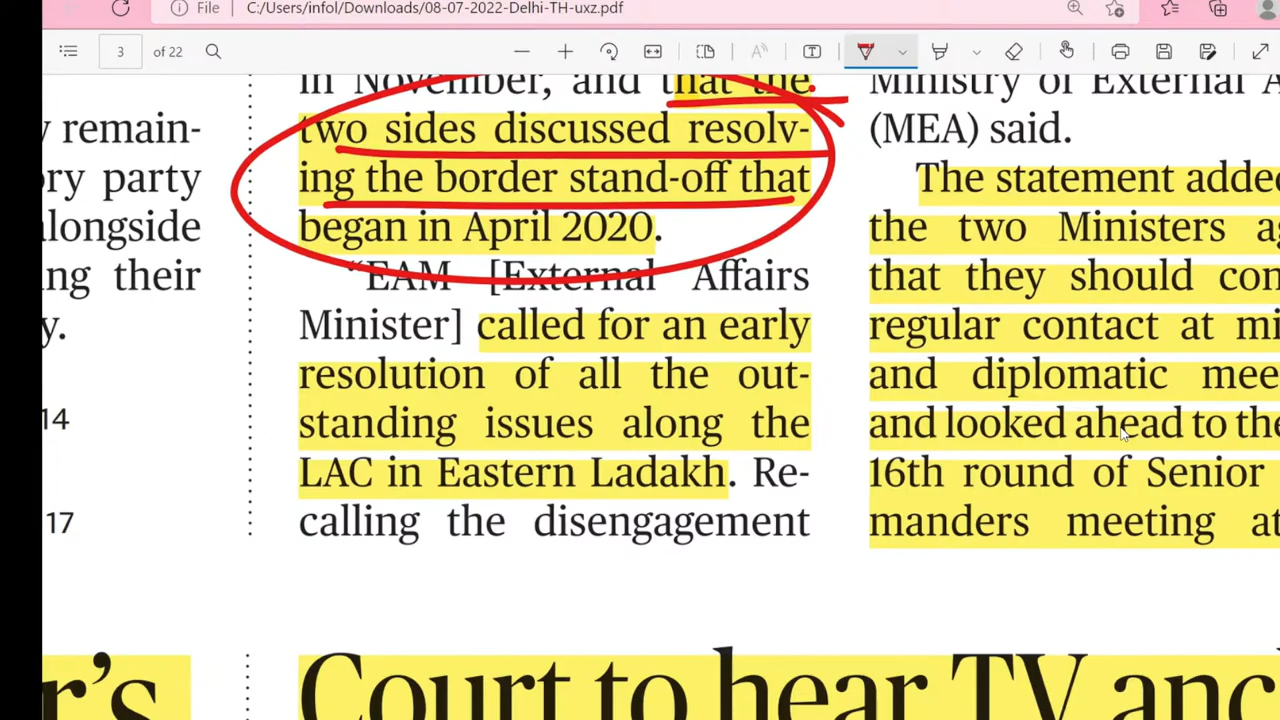 File C:/Users/infol/Downloads/08-07-2022-Delhi-TH-uxz.pdf
3 of 22
y remain-
ry party
longside
ng their
y.
14
17
in November, and that the
two sides discussed resolv-
ing the border stand-off that
began in April 2020.
“EAM [External Affairs
Minister] called for an early
resolution of all the out-
standing issues along the
LAC in Eastern Ladakh. Re-
calling the disengagement
Ministry of External A
(MEA) said.
The statement added
the two Ministers ag
that they should con
regular contact at mi
and diplomatic mee
and looked ahead to the
16th round of Senior
manders meeting at
r’s
Court to hear TV anc